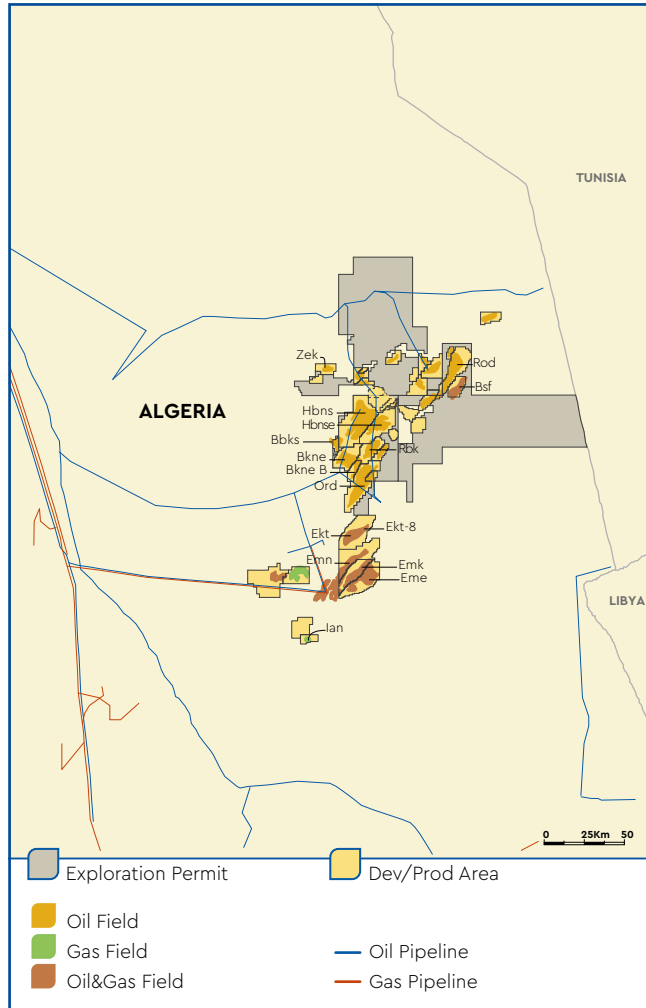 TUNISIA
Zek
Rod
Bsf
ALGERIA
Hbns
Hbnse
Bbks
Rbk
Bkne
Bkne B
Ord
Ekt
Ekt-8
Emn
Emk
Eme
LIBYA
Ian
0 25Km 50
Exploration Permit
Dev/Prod Area
Oil Field
Gas Field
Oil Pipeline
Oil&Gas Field
Gas Pipeline